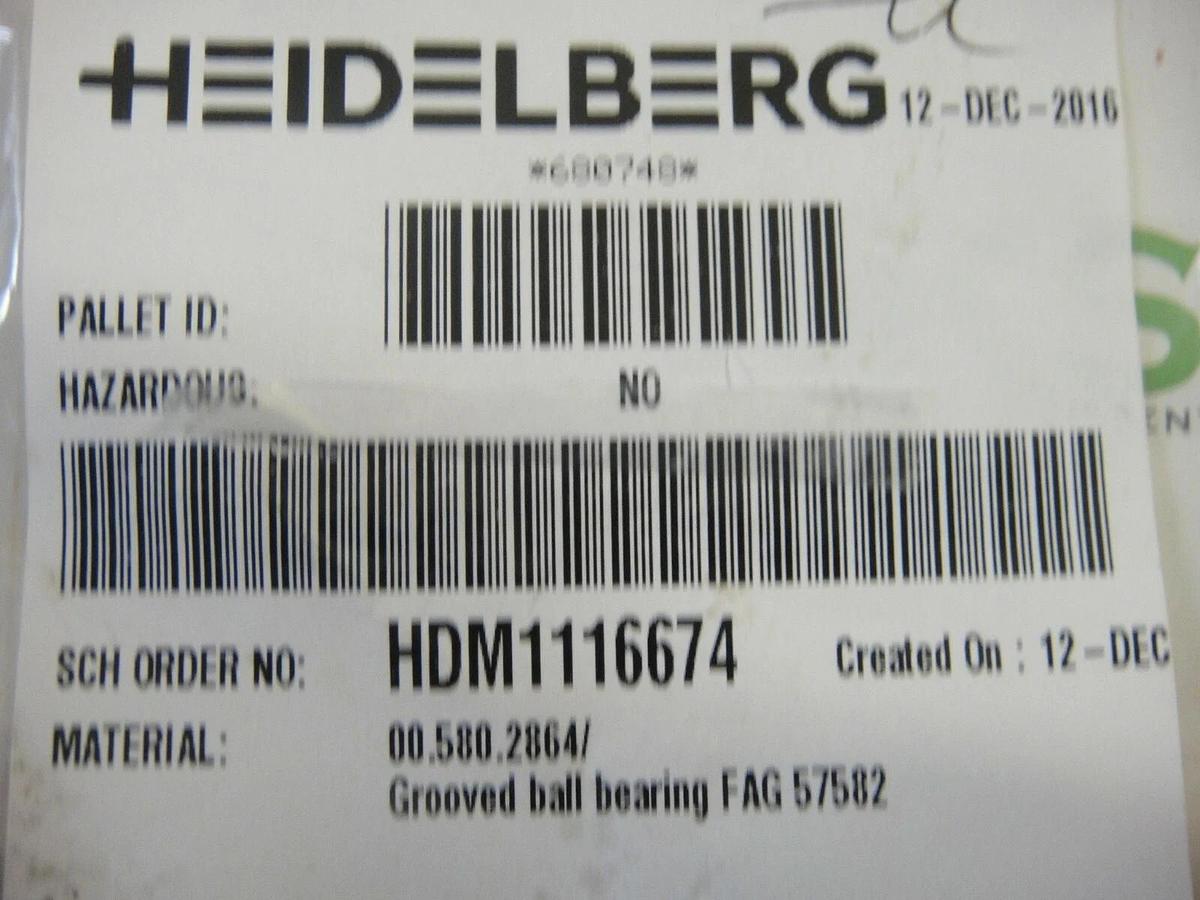 HEIDELBERG 12-DEC-2016
*680748*
PALLET ID:
HAZARDOUS: NO
SCH ORDER NO: HDM1116674 Created On : 12-DEC
MATERIAL: 00.580.2864/
Grooved ball bearing FAG 57582